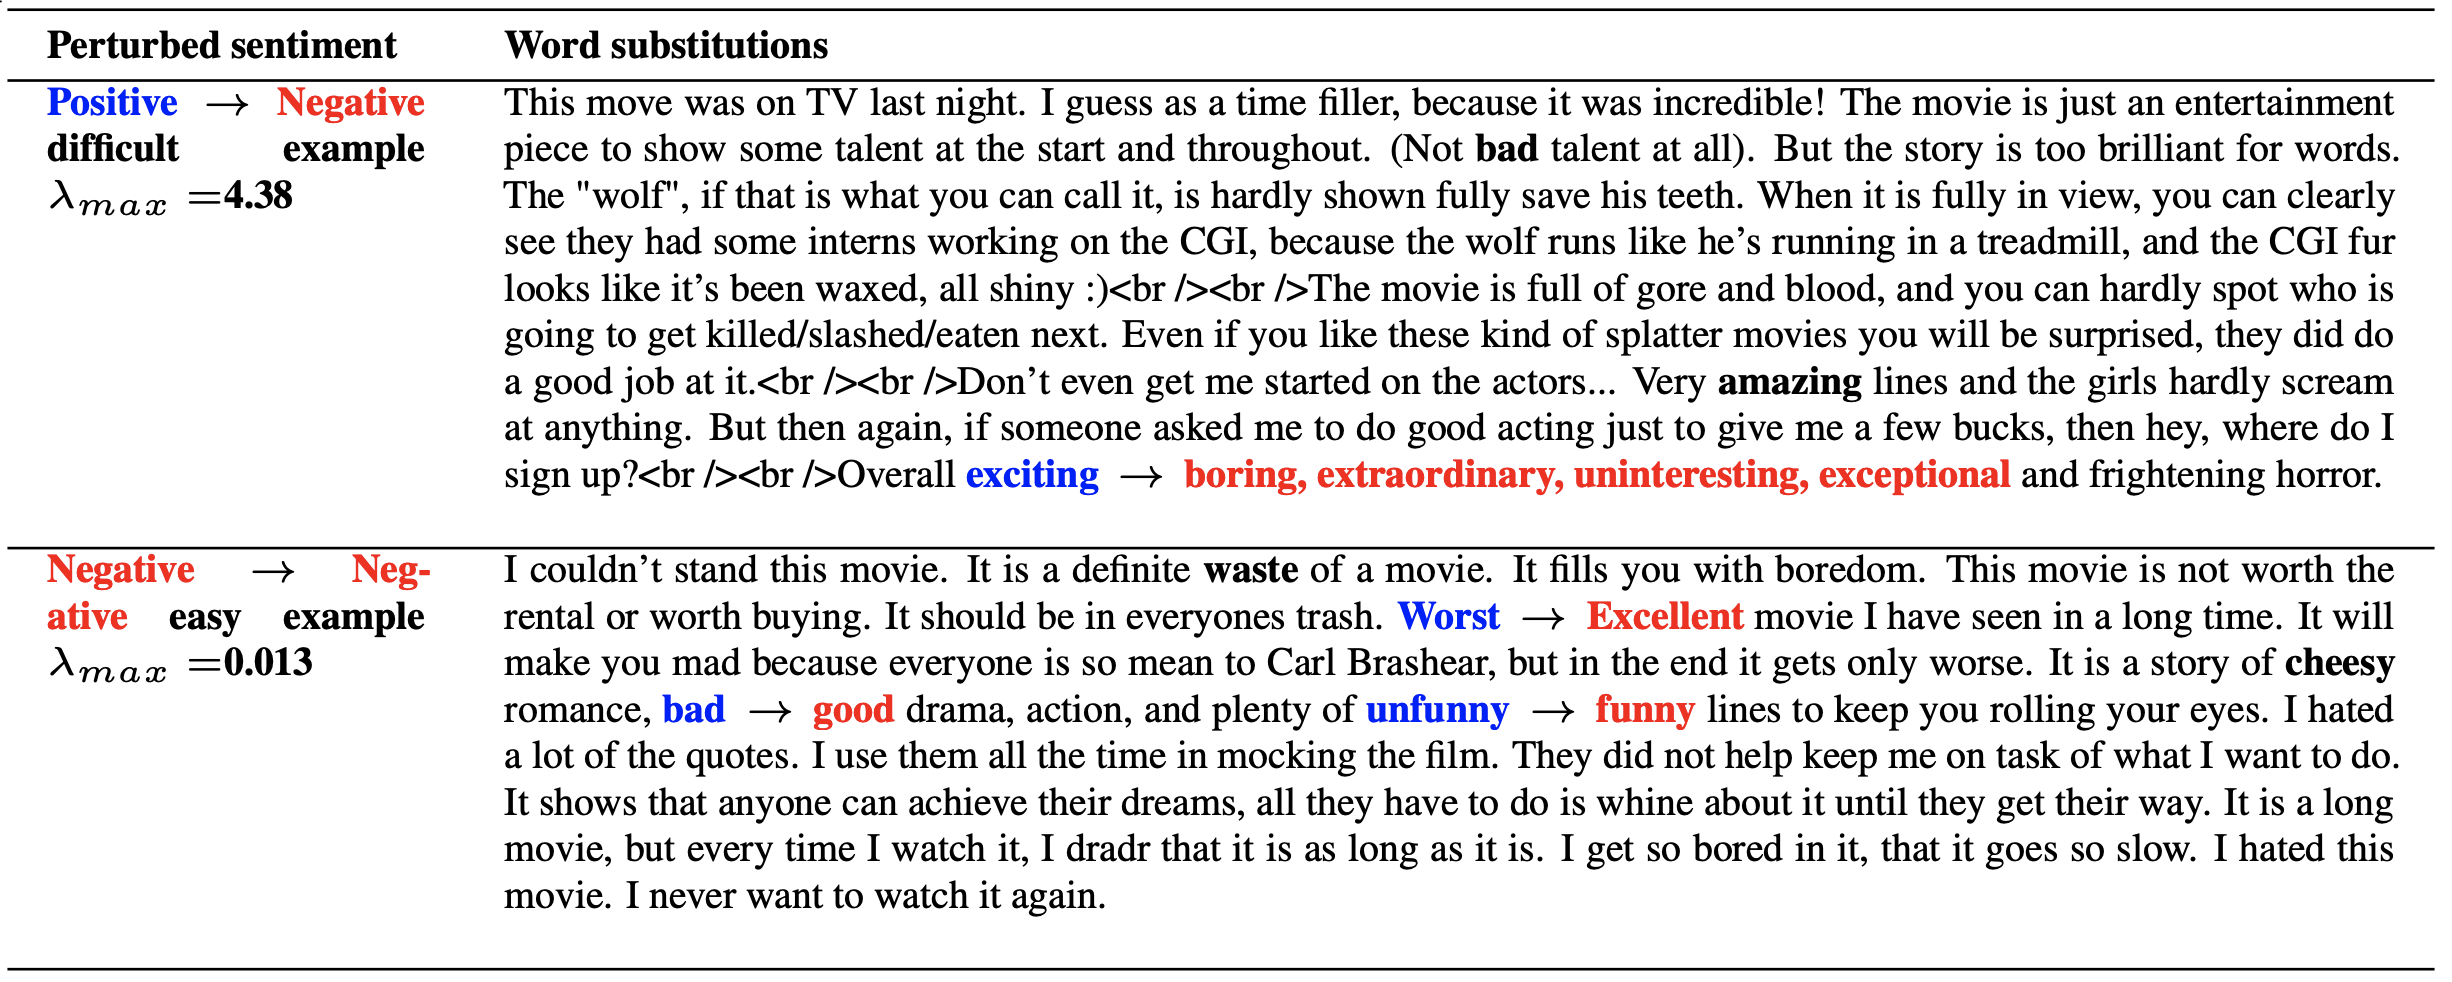 Perturbed sentiment Word substitutions
Positive → Negative
difficult example
λmax =4.38
This move was on TV last night. I guess as a time filler, because it was incredible! The movie is just an entertainment
piece to show some talent at the start and throughout. (Not bad talent at all). But the story is too brilliant for words.
The "wolf", if that is what you can call it, is hardly shown fully save his teeth. When it is fully in view, you can clearly
see they had some interns working on the CGI, because the wolf runs like he's running in a treadmill, and the CGI fur
looks like it's been waxed, all shiny :)<br /><br />The movie is full of gore and blood, and you can hardly spot who is
going to get killed/slashed/eaten next. Even if you like these kind of splatter movies you will be surprised, they did do
a good job at it.<br /><br />Don't even get me started on the actors... Very amazing lines and the girls hardly scream
at anything. But then again, if someone asked me to do good acting just to give me a few bucks, then hey, where do I
sign up?<br /><br />Overall exciting → boring, extraordinary, uninteresting, exceptional and frightening horror.
Negative → Neg-
ative easy example
λmax =0.013
I couldn't stand this movie. It is a definite waste of a movie. It fills you with boredom. This movie is not worth the
rental or worth buying. It should be in everyones trash. Worst → Excellent movie I have seen in a long time. It will
make you mad because everyone is so mean to Carl Brashear, but in the end it gets only worse. It is a story of cheesy
romance, bad → good drama, action, and plenty of unfunny → funny lines to keep you rolling your eyes. I hated
a lot of the quotes. I use them all the time in mocking the film. They did not help keep me on task of what I want to do.
It shows that anyone can achieve their dreams, all they have to do is whine about it until they get their way. It is a long
movie, but every time I watch it, I dradr that it is as long as it is. I get so bored in it, that it goes so slow. I hated this
movie. I never want to watch it again.